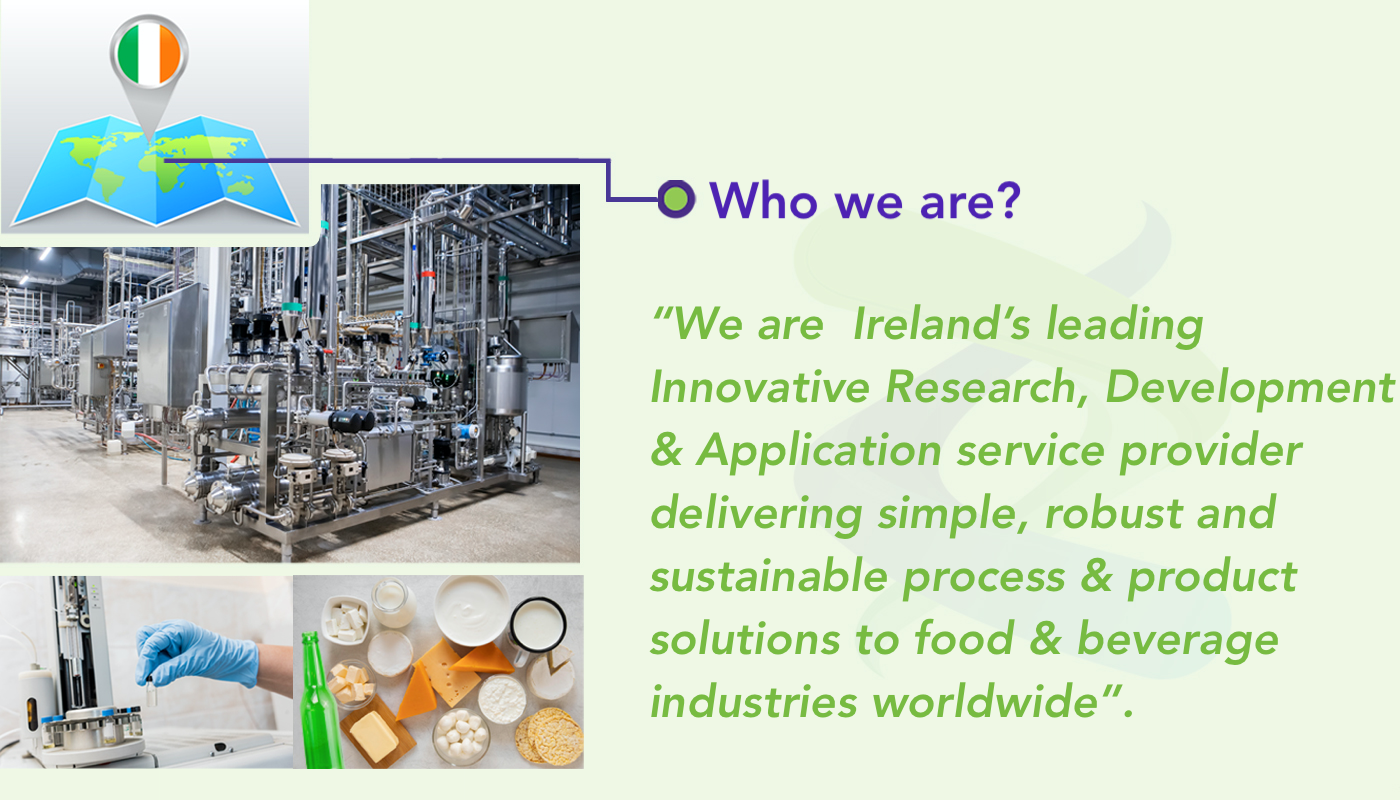 Who we are?
“We are  Ireland’s leading
Innovative Research, Development
& Application service provider
delivering simple, robust and
sustainable process & product
solutions to food & beverage
industries worldwide”.